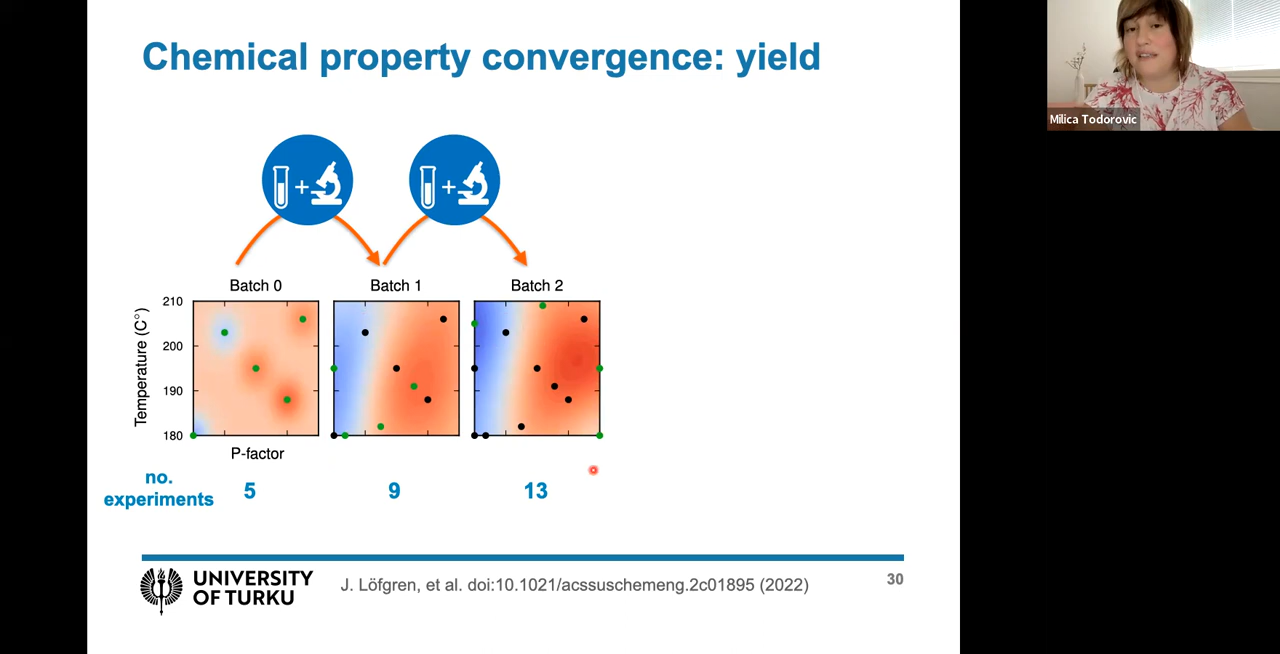 Chemical property convergence: yield
Milica Todorovic
+
+
Batch 0
Batch 1
Batch 2
Temperature (C°)
210
200
190
180
P-factor
no.
experiments
5
9
13
UNIVERSITY
OF TURKU
J. Löfgren, et al. doi:10.1021/acssuschemeng.2c01895 (2022)
30